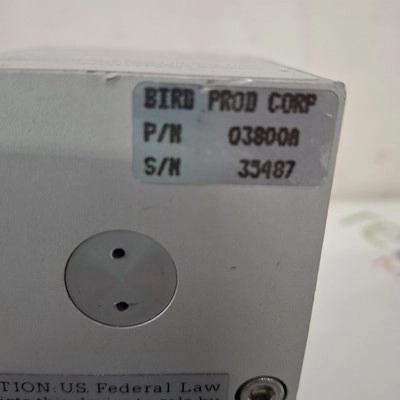 BIRD PROD CORP
P/N 03800A
S/N 35487
TION: US, Federal Law